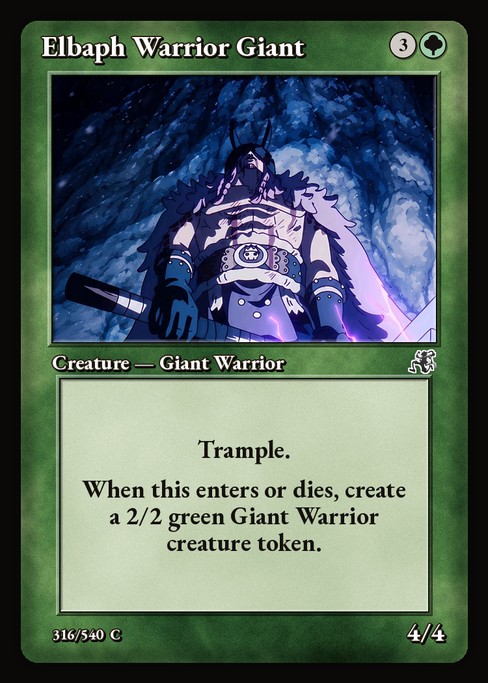 Elbaph Warrior Giant
3
Creature — Giant Warrior
Trample.
When this enters or dies, create
a 2/2 green Giant Warrior
creature token.
316/540 C
4/4